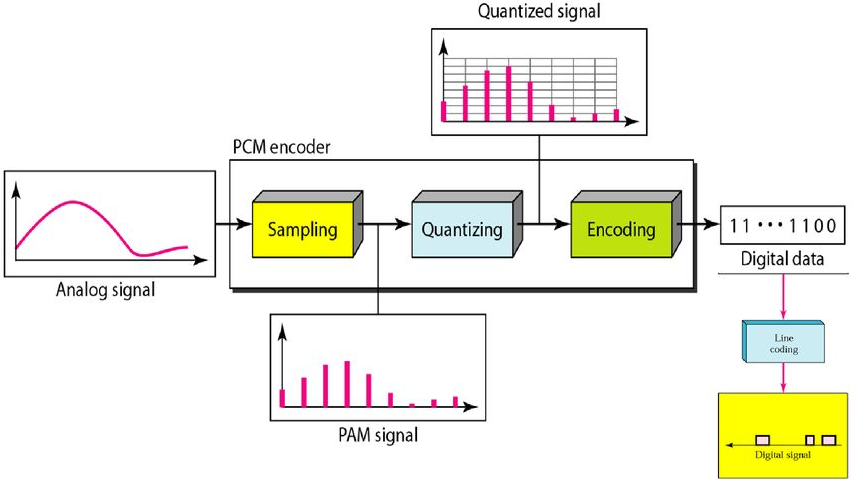 Quantized signal
PCM encoder
Sampling
Quantizing
Encoding
11 ··· 1100
Digital data
Analog signal
Line
coding
PAM signal
Digital signal